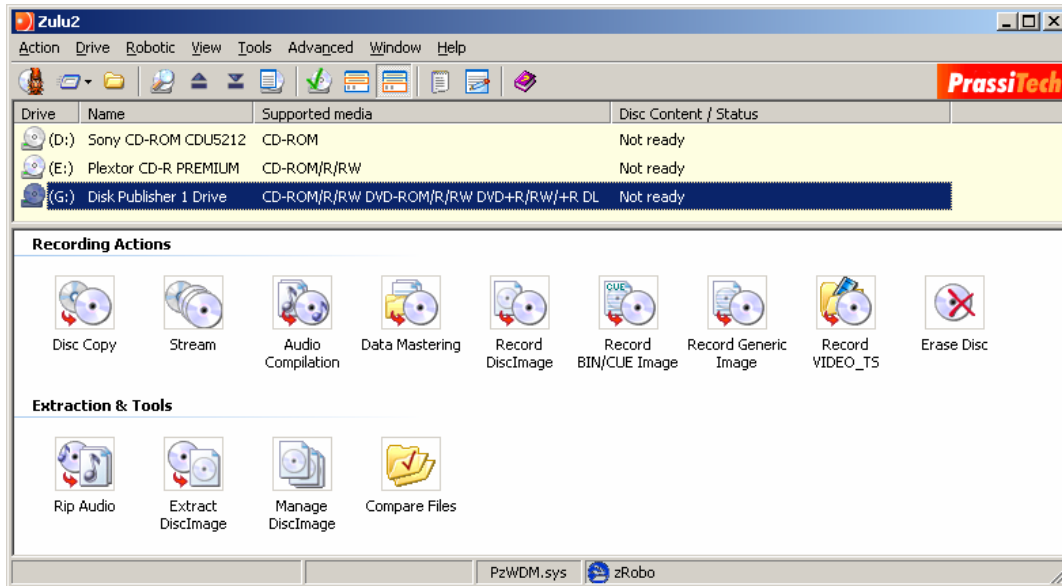 Zulu2
Action Drive Robotic View Tools Advanced Window Help
PrassiTech
Drive Name Supported media Disc Content / Status
(D:) Sony CD-ROM CDU5212 CD-ROM Not ready
(E:) Plextor CD-R PREMIUM CD-ROM/R/RW Not ready
(G:) Disk Publisher 1 Drive CD-ROM/R/RW DVD-ROM/R/RW DVD+R/RW/+R DL Not ready
Recording Actions
CUE
Disc Copy Stream Audio Data Mastering Record Record Record Generic Record Erase Disc
Compilation DiscImage BIN/CUE Image Image VIDEO_TS
Extraction & Tools
Rip Audio Extract Manage Compare Files
DiscImage DiscImage
PzWDM.sys zRobo